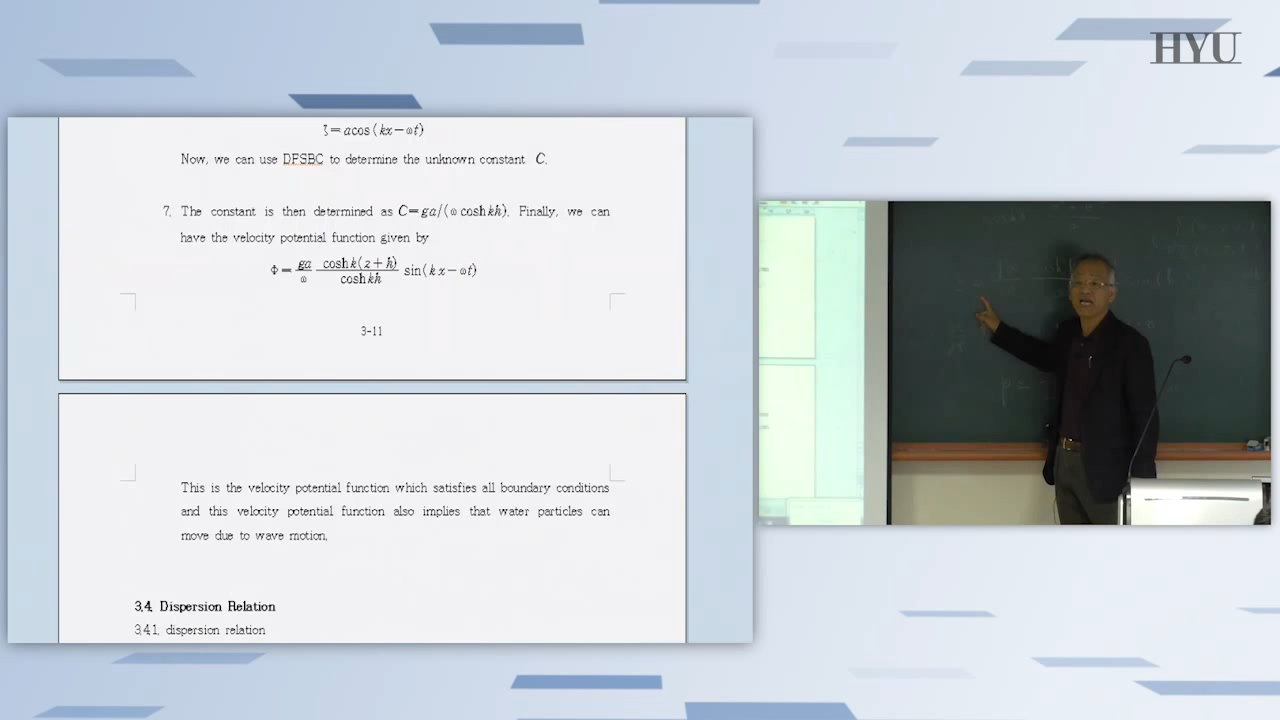 HYU
ζ=acos(kx−ωt)
Now, we can use DFSBC to determine the unknown constant C.
7. The constant is then determined as C=ga/(ω cosh kh). Finally, we can
have the velocity potential function given by
Φ= ga/ω cosh k(z+h)/cosh kh sin(kx−ωt)
3-11
This is the velocity potential function which satisfies all boundary conditions
and this velocity potential function also implies that water particles can
move due to wave motion.
3.4. Dispersion Relation
3.4.1. dispersion relation